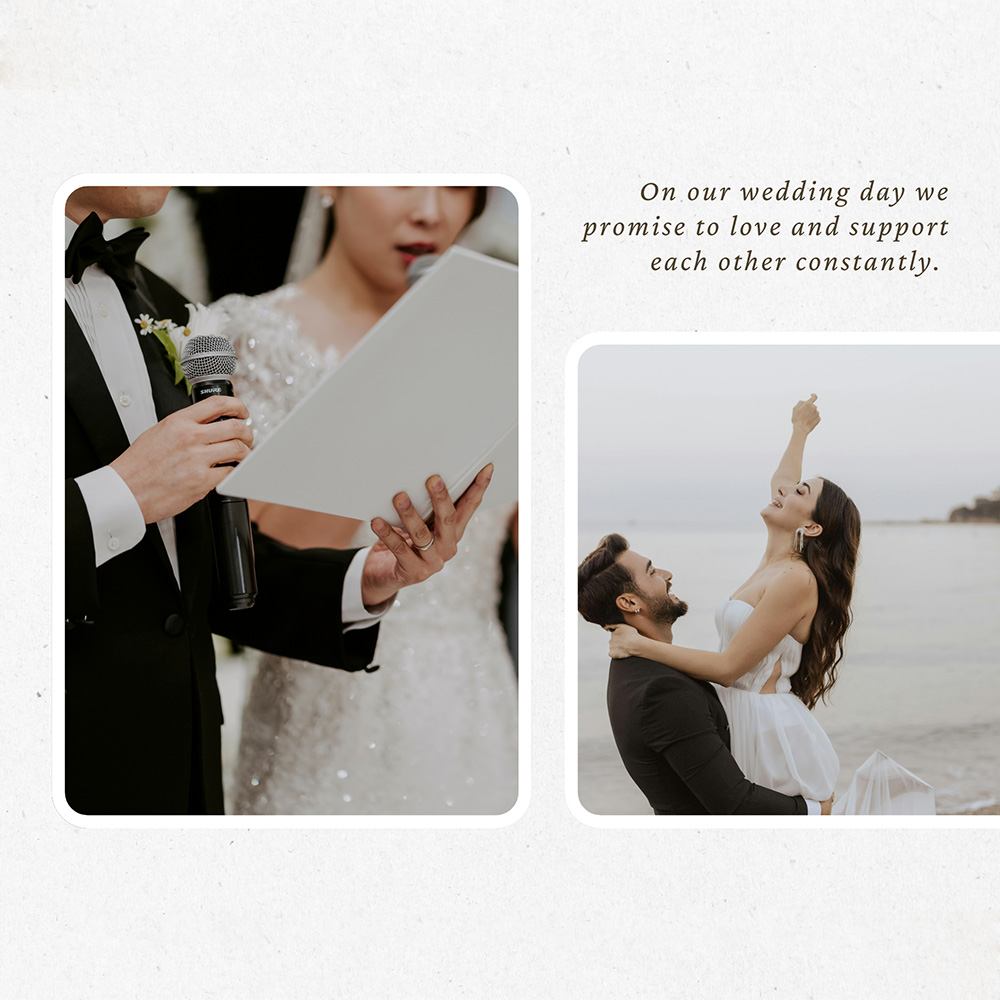 On our wedding day we
promise to love and support
each other constantly.
SHURE